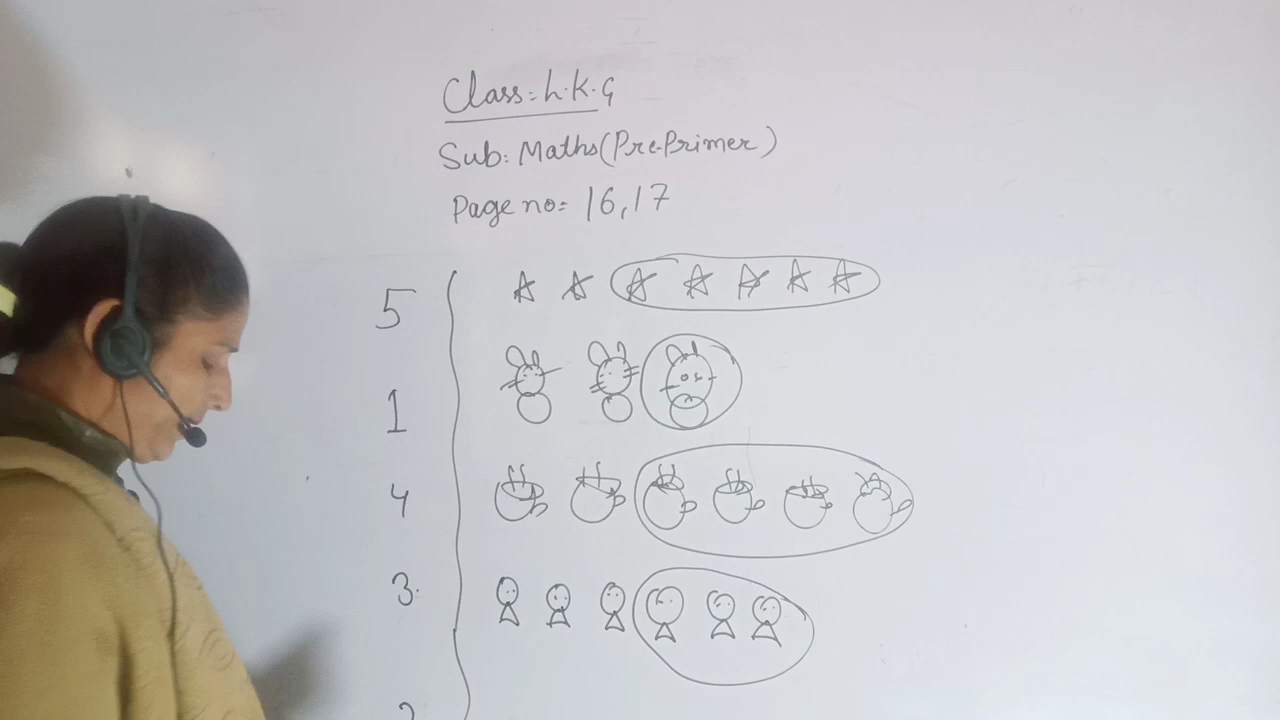 Class:- L.K.G
Sub:- Maths(Pre-Primer)
Page no:- 16,17
5
1
4
3.